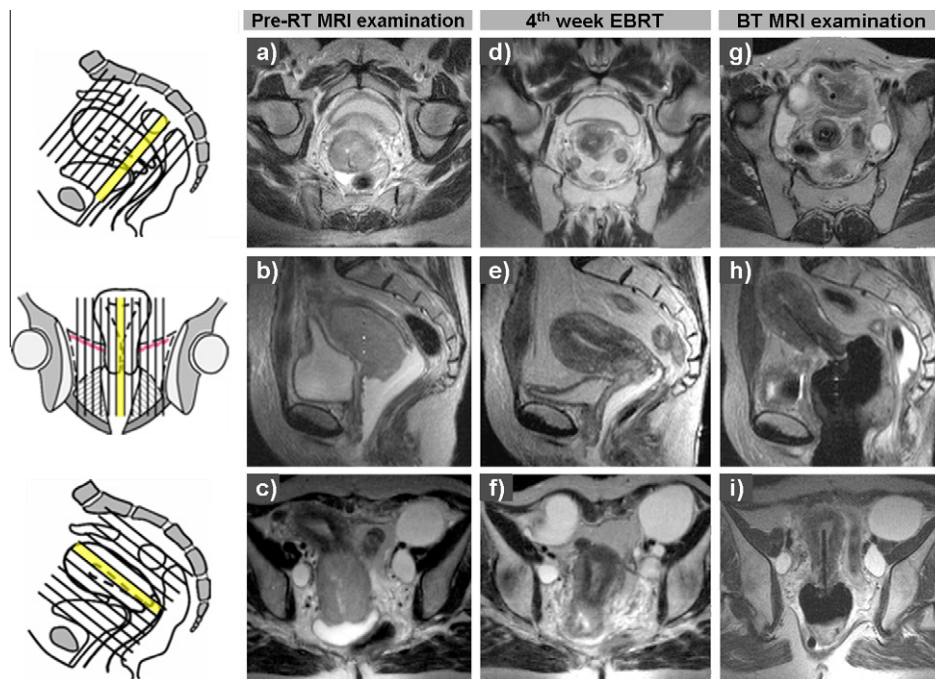 Pre-RT MRI examination
4th week EBRT
BT MRI examination
a)
d)
g)
b)
e)
h)
c)
f)
i)